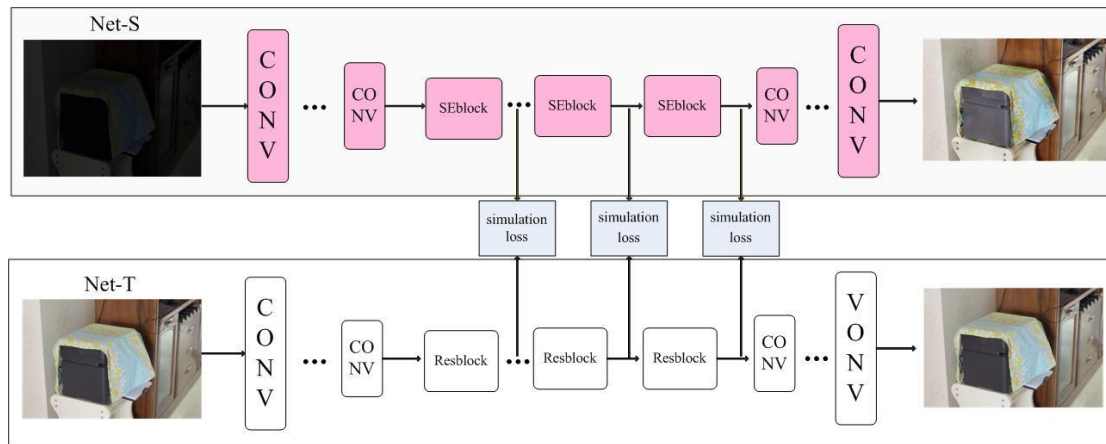 Net-S
C
O
N
V
...
CO
NV
SEblock
...
SEblock
SEblock
CO
NV
...
C
O
N
V
simulation
loss
simulation
loss
simulation
loss
Net-T
C
O
N
V
...
CO
NV
Resblock
...
Resblock
Resblock
CO
NV
...
V
O
N
V